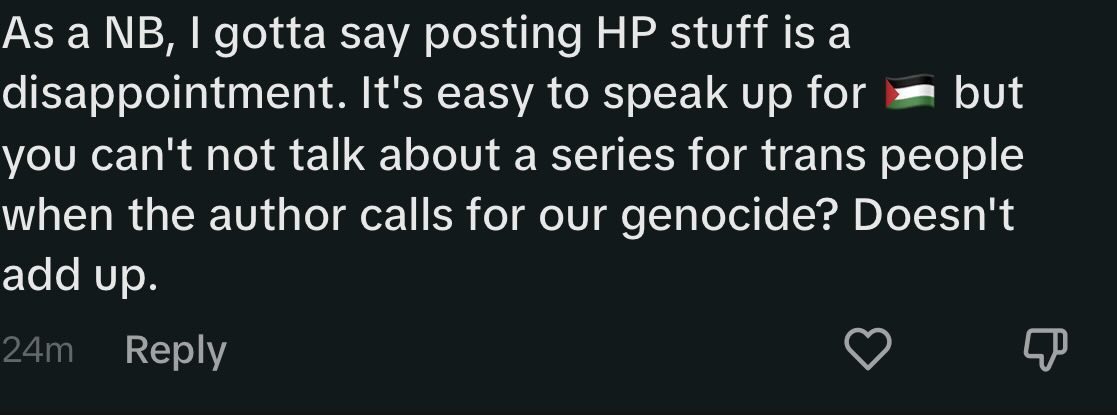 As a NB, I gotta say posting HP stuff is a
disappointment. It's easy to speak up for 🇵🇸 but
you can't not talk about a series for trans people
when the author calls for our genocide? Doesn't
add up.
24m Reply